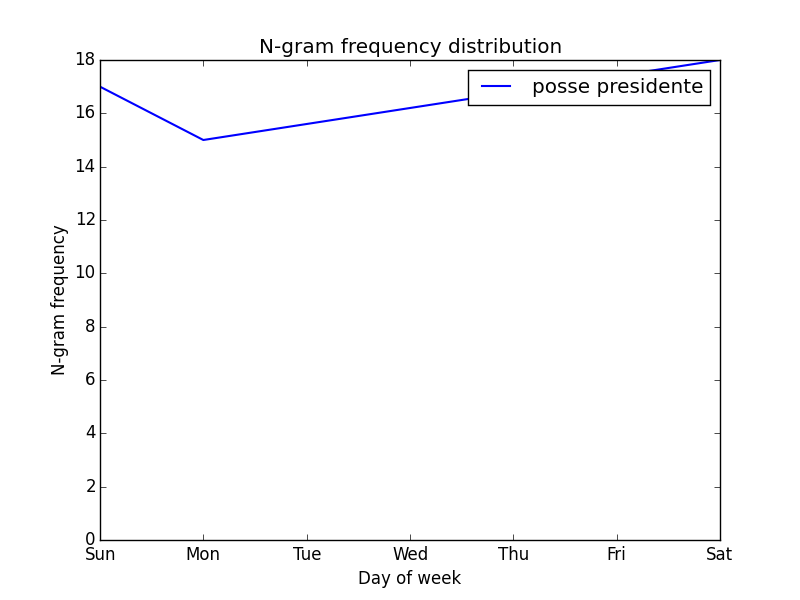 N-gram frequency distribution
posse presidente
18
16
14
12
10
8
6
4
2
0
N-gram frequency
Sun Mon Tue Wed Thu Fri Sat
Day of week